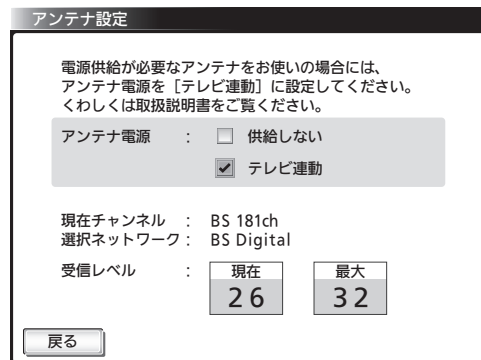 アンテナ設定
電源供給が必要なアンテナをお使いの場合には、
アンテナ電源を［テレビ連動］に設定してください。
くわしくは取扱説明書をご覧ください。
アンテナ電源 : 供給しない
テレビ連動
現在チャンネル : BS 181ch
選択ネットワーク : BS Digital
受信レベル : 現在 最大
26 32
戻る